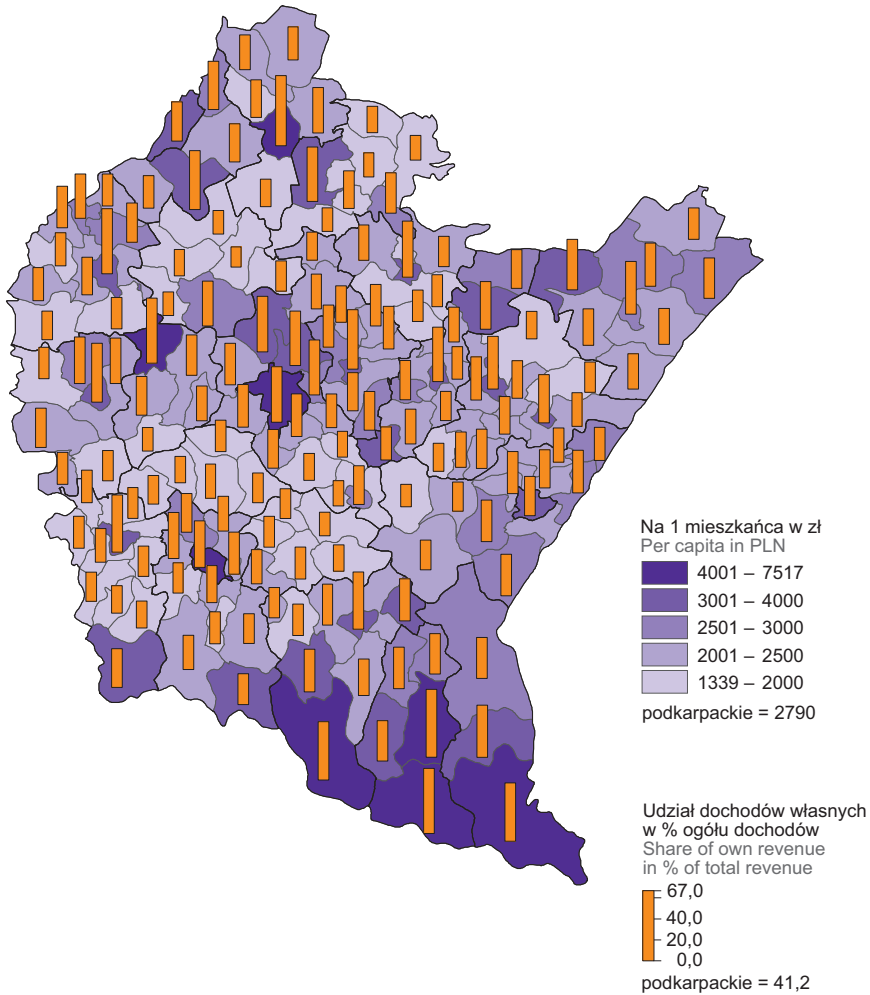 Na 1 mieszkańca w zł
Per capita in PLN
4001 – 7517
3001 – 4000
2501 – 3000
2001 – 2500
1339 – 2000
podkarpackie = 2790
Udział dochodów własnych
w % ogółu dochodów
Share of own revenue
in % of total revenue
67,0
40,0
20,0
0,0
podkarpackie = 41,2